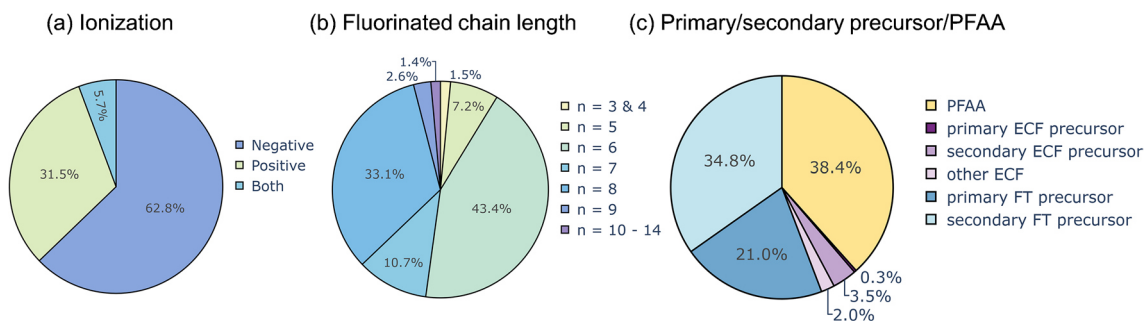 (a) Ionization
5.7%
31.5%
62.8%
Negative
Positive
Both
(b) Fluorinated chain length
1.4%
2.6%
1.5%
7.2%
33.1%
43.4%
10.7%
n = 3 & 4
n = 5
n = 6
n = 7
n = 8
n = 9
n = 10 - 14
(c) Primary/secondary precursor/PFAA
34.8%
38.4%
21.0%
0.3%
3.5%
2.0%
PFAA
primary ECF precursor
secondary ECF precursor
other ECF
primary FT precursor
secondary FT precursor